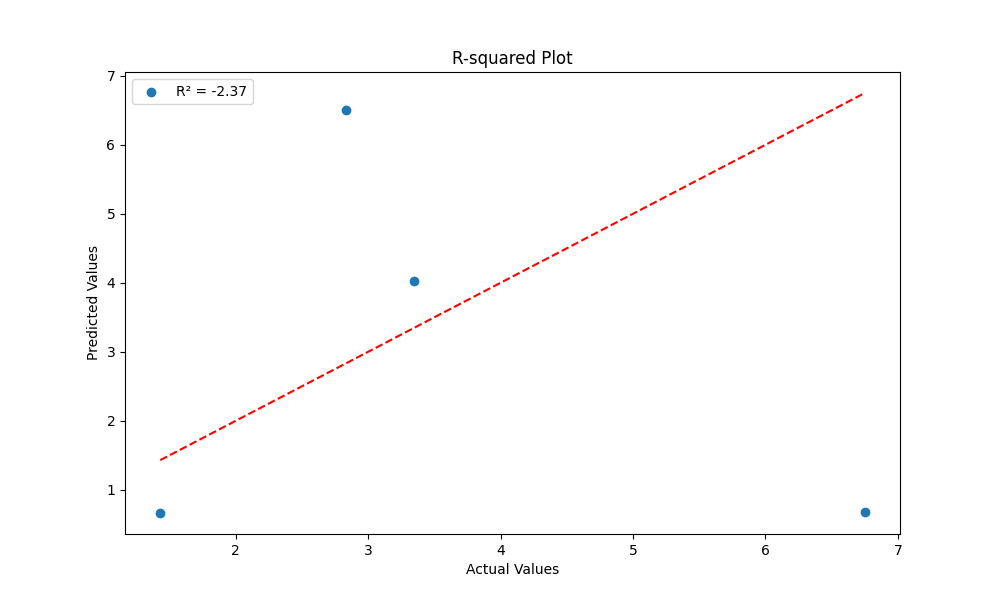 R-squared Plot
R² = -2.37
7
6
5
4
3
2
1
Predicted Values
2 3 4 5 6 7
Actual Values